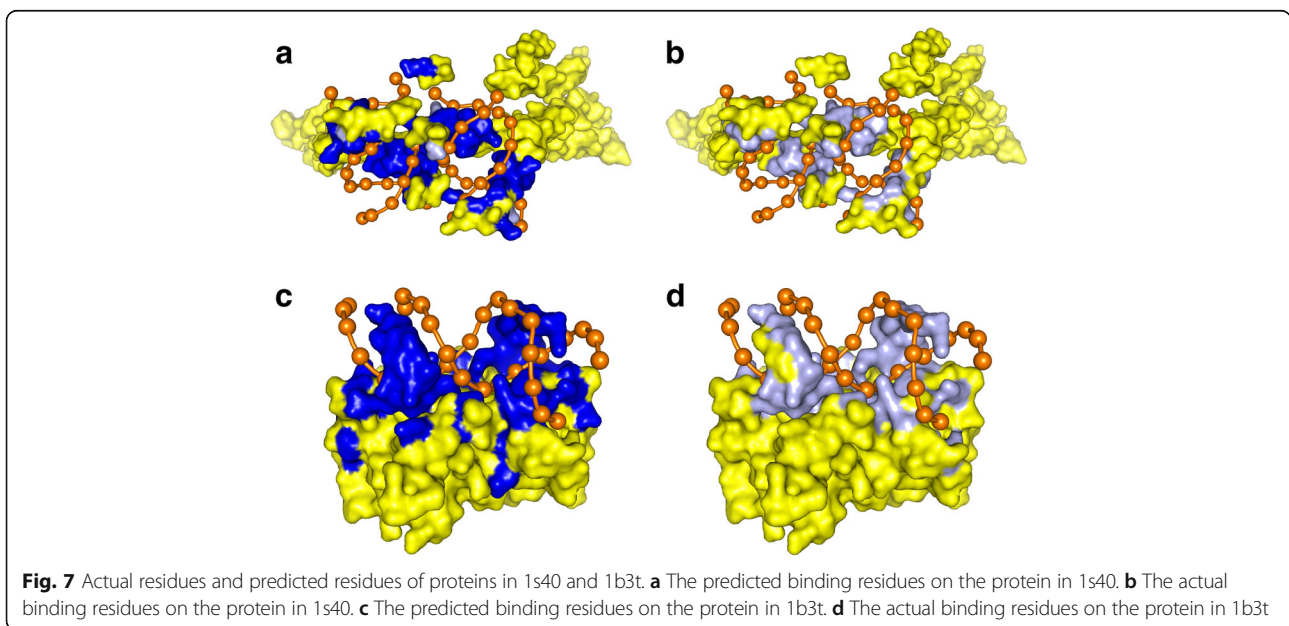 a
b
c
d
Fig. 7 Actual residues and predicted residues of proteins in 1s40 and 1b3t. a The predicted binding residues on the protein in 1s40. b The actual
binding residues on the protein in 1s40. c The predicted binding residues on the protein in 1b3t. d The actual binding residues on the protein in 1b3t